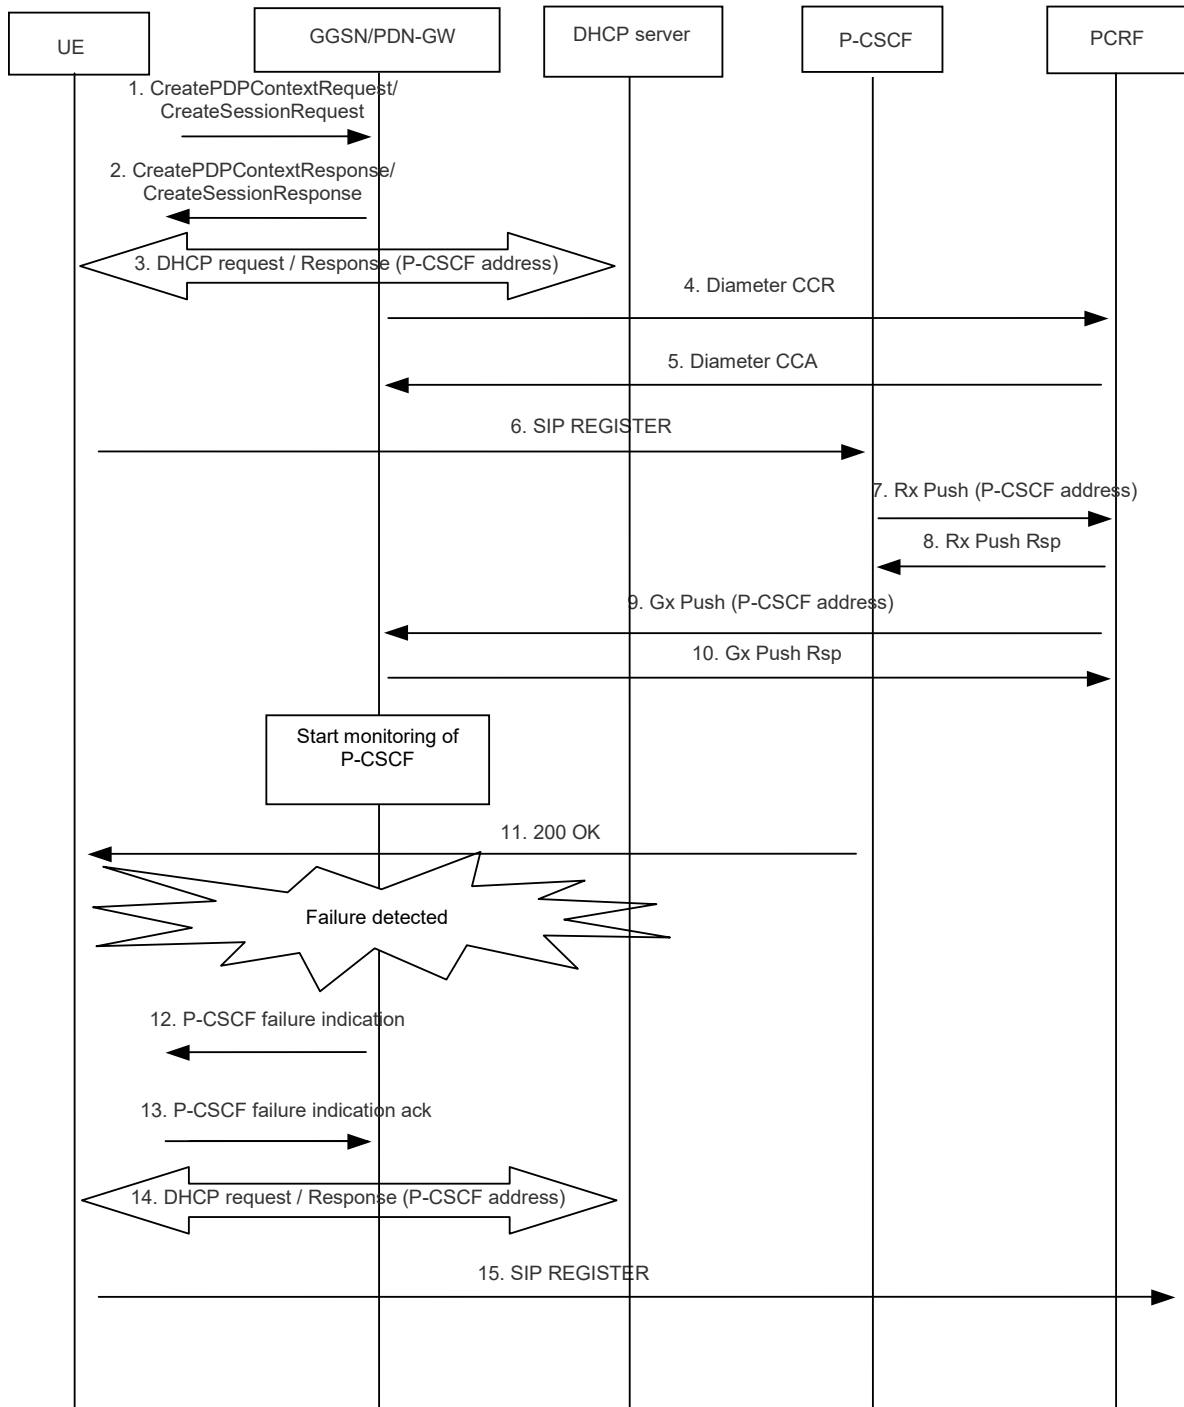 UE
GGSN/PDN-GW
DHCP server
P-CSCF
PCRF
1. CreatePDPContextRequest/
CreateSessionRequest
2. CreatePDPContextResponse/
CreateSessionResponse
3. DHCP request / Response (P-CSCF address)
4. Diameter CCR
5. Diameter CCA
6. SIP REGISTER
7. Rx Push (P-CSCF address)
8. Rx Push Rsp
9. Gx Push (P-CSCF address)
10. Gx Push Rsp
Start monitoring of
P-CSCF
11. 200 OK
Failure detected
12. P-CSCF failure indication
13. P-CSCF failure indication ack
14. DHCP request / Response (P-CSCF address)
15. SIP REGISTER